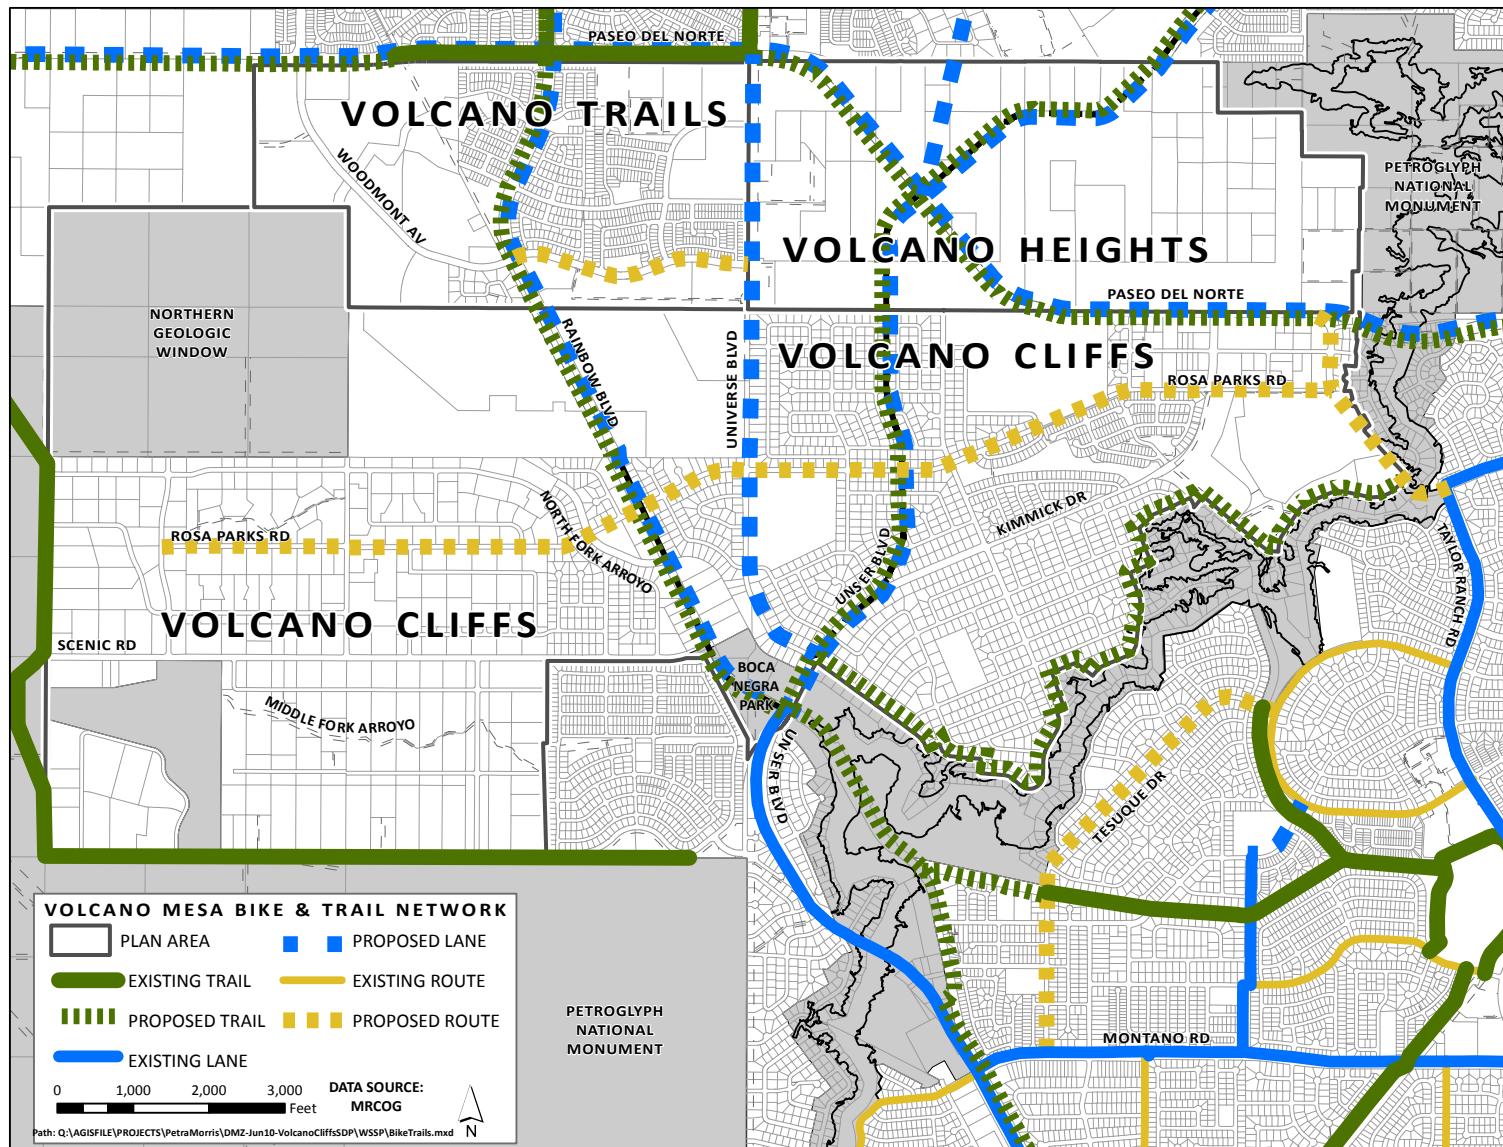 PASEO DEL NORTE
VOLCANO TRAILS
WOODMONT AV
PETROGLYPH
NATIONAL
MONUMENT
VOLCANO HEIGHTS
PASEO DEL NORTE
NORTHERN
GEOLOGIC
WINDOW
RAINBOW BLVD
UNIVERSE BLVD
VOLCANO CLIFFS
ROSA PARKS RD
KIMMICK DR
NORTH FORK ARROYO
ROSA PARKS RD
UNSER BLVD
TAYLOR RANCH RD
VOLCANO CLIFFS
SCENIC RD
BOCA
NEGRA
PARK
MIDDLE FORK ARROYO
UNSER BLVD
TESUQUE DR
VOLCANO MESA BIKE & TRAIL NETWORK
PLAN AREA
PROPOSED LANE
EXISTING TRAIL
EXISTING ROUTE
PROPOSED TRAIL
PROPOSED ROUTE
EXISTING LANE
PETROGLYPH
NATIONAL
MONUMENT
MONTANO RD
0 1,000 2,000 3,000
Feet
DATA SOURCE:
MRCOG
N
Path: Q:\AGISFILE\PROJECTS\PetraMorris\DMZ-Jun10-VolcanoCliffsSDP\WSSP\BikeTrails.mxd